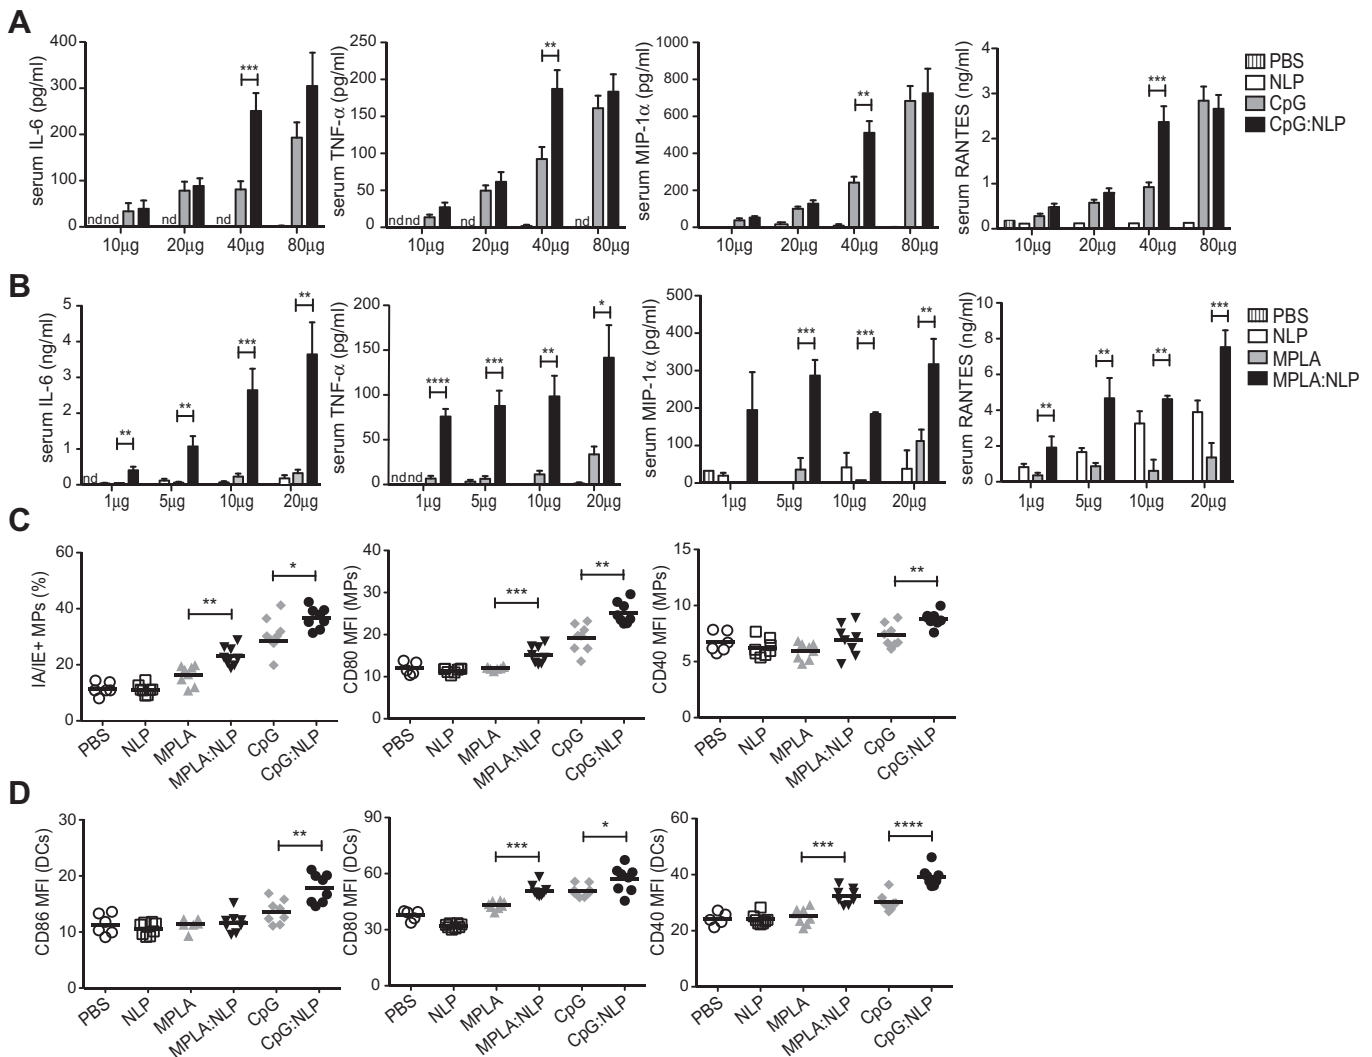 A
serum IL-6 (pg/ml)
400
300
200
100
0
nd nd
nd
nd
***
10µg
20µg
40µg
80µg
serum TNF-α (pg/ml)
250
200
150
100
50
0
nd nd
nd
nd
**
10µg
20µg
40µg
80µg
serum MIP-1α (pg/ml)
1000
800
600
400
200
0
**
10µg
20µg
40µg
80µg
serum RANTES (ng/ml)
4
3
2
1
0
***
10µg
20µg
40µg
80µg
PBS
NLP
CpG
CpG:NLP
B
serum IL-6 (ng/ml)
5
4
3
2
1
0
nd
**
**
***
**
1µg
5µg
10µg
20µg
serum TNF-α (pg/ml)
200
150
100
50
0
nd nd
****
***
**
*
1µg
5µg
10µg
20µg
serum MIP-1α (pg/ml)
500
400
300
200
100
0
***
***
**
1µg
5µg
10µg
20µg
serum RANTES (ng/ml)
10
8
6
4
2
0
**
**
**
***
1µg
5µg
10µg
20µg
PBS
NLP
MPLA
MPLA:NLP
C
IA/IE+ MPs (%)
60
40
20
0
**
*
PBS
NLP
MPLA
MPLA:NLP
CpG
CpG:NLP
CD80 MFI (MPs)
40
30
20
10
0
***
**
PBS
NLP
MPLA
MPLA:NLP
CpG
CpG:NLP
CD40 MFI (MPs)
15
10
5
0
**
PBS
NLP
MPLA
MPLA:NLP
CpG
CpG:NLP
D
CD86 MFI (DCs)
30
20
10
0
**
PBS
NLP
MPLA
MPLA:NLP
CpG
CpG:NLP
CD80 MFI (DCs)
90
60
30
0
***
*
PBS
NLP
MPLA
MPLA:NLP
CpG
CpG:NLP
CD40 MFI (DCs)
60
40
20
0
***
****
PBS
NLP
MPLA
MPLA:NLP
CpG
CpG:NLP